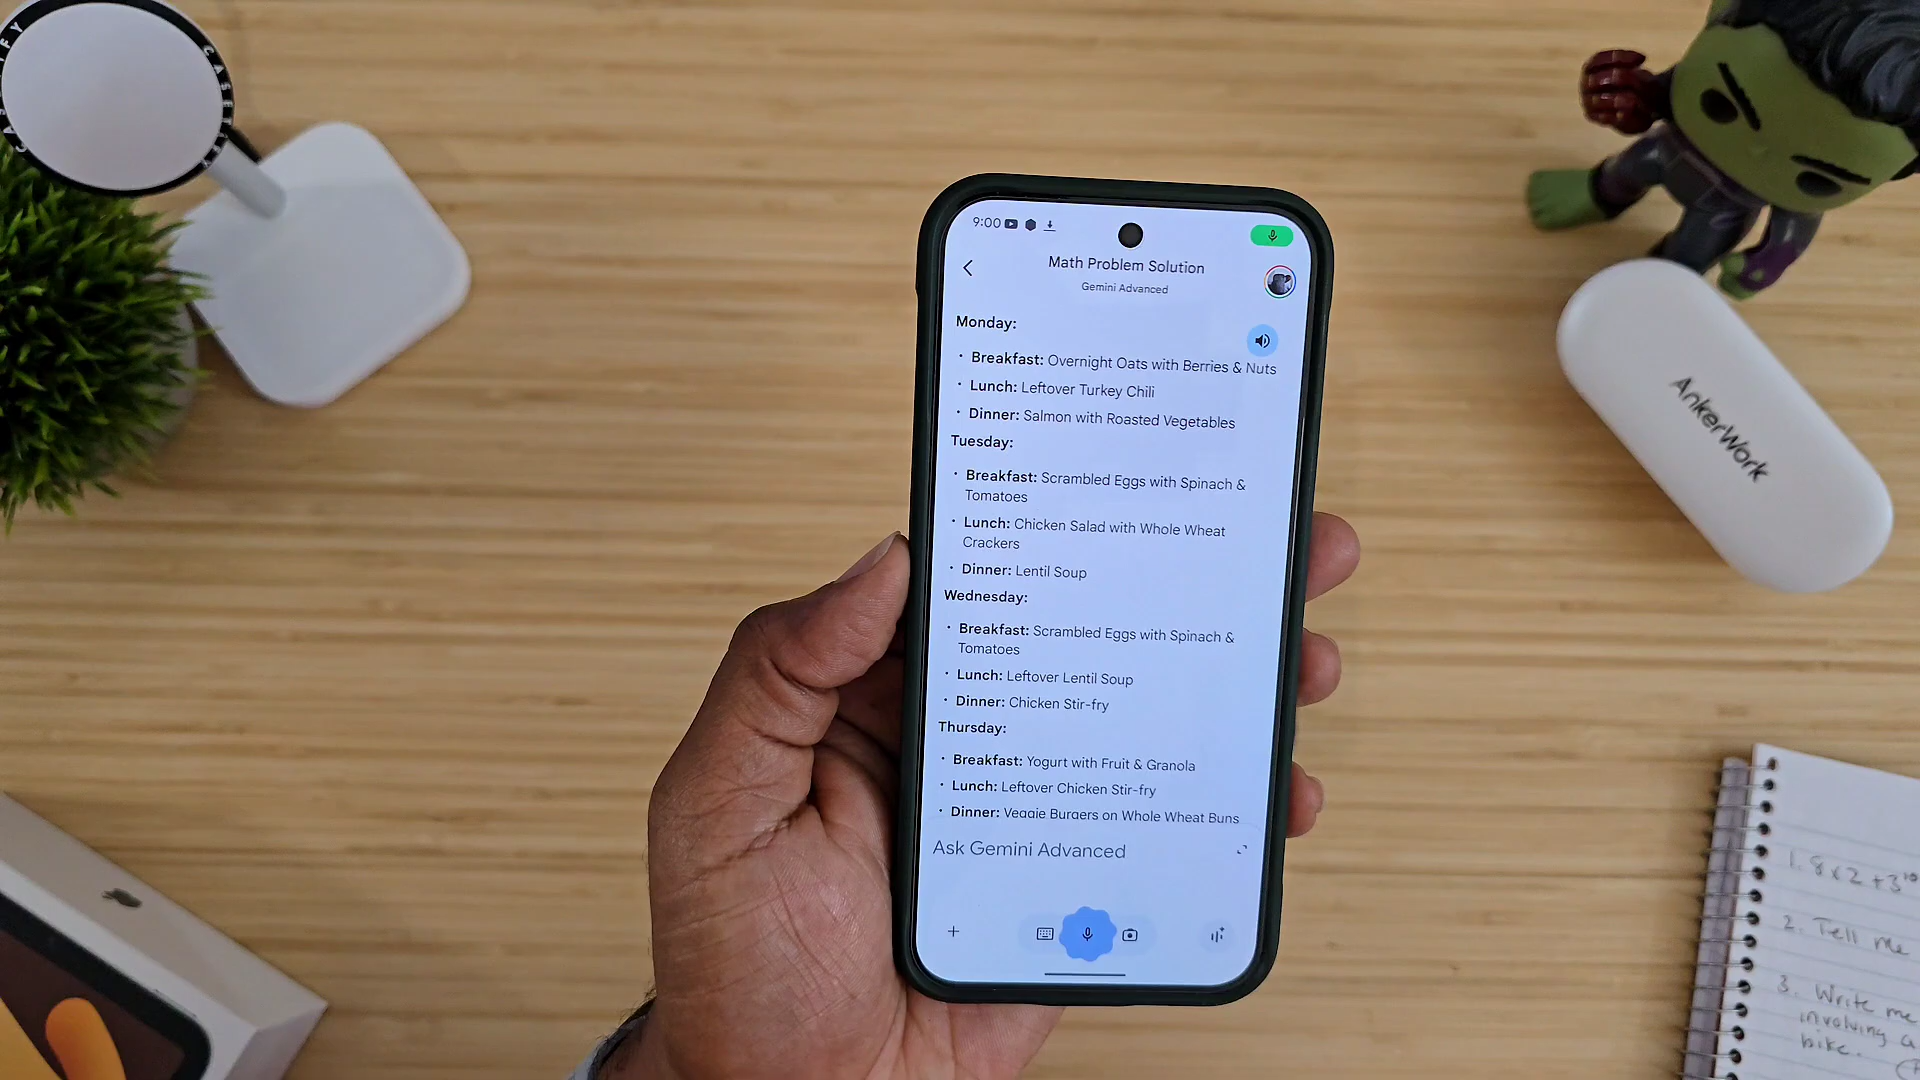 CASETIFY
9:00
Math Problem Solution
Gemini Advanced
Monday:
• Breakfast: Overnight Oats with Berries & Nuts
• Lunch: Leftover Turkey Chili
• Dinner: Salmon with Roasted Vegetables
Tuesday:
• Breakfast: Scrambled Eggs with Spinach &
Tomatoes
• Lunch: Chicken Salad with Whole Wheat
Crackers
• Dinner: Lentil Soup
Wednesday:
• Breakfast: Scrambled Eggs with Spinach &
Tomatoes
• Lunch: Leftover Lentil Soup
• Dinner: Chicken Stir-fry
Thursday:
• Breakfast: Yogurt with Fruit & Granola
• Lunch: Leftover Chicken Stir-fry
• Dinner: Veggie Burgers on Whole Wheat Buns
Ask Gemini Advanced
AnkerWork
1. 8x2+3¹⁰
2. Tell me
3. Write me
involving a
bike.